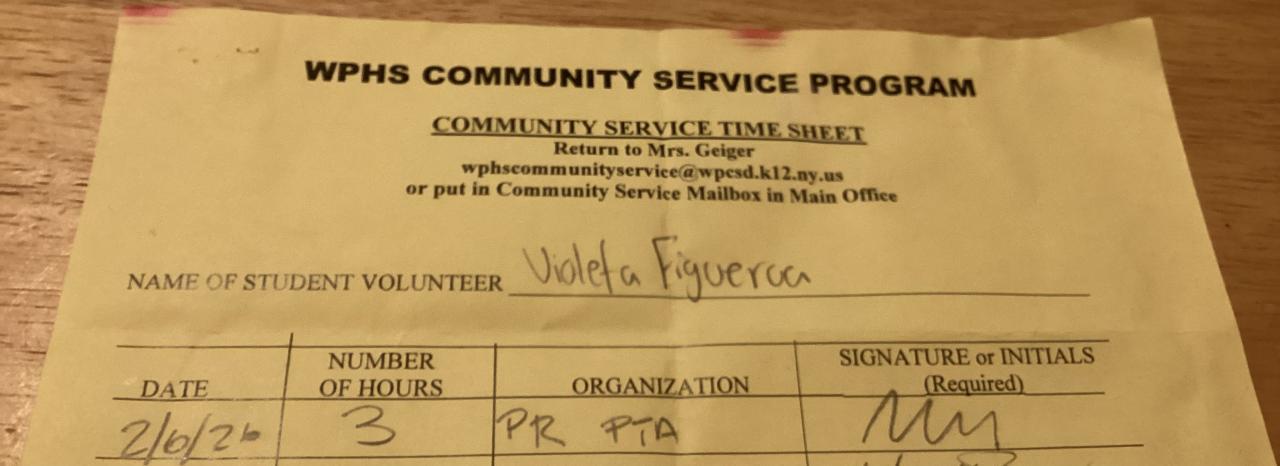 WPHS COMMUNITY SERVICE PROGRAM
COMMUNITY SERVICE TIME SHEET
Return to Mrs. Geiger
wphscommunityservice@wpcsd.k12.ny.us
or put in Community Service Mailbox in Main Office
NAME OF STUDENT VOLUNTEER Violeta Figueroa
DATE NUMBER OF HOURS ORGANIZATION SIGNATURE or INITIALS (Required)
2/6/26 3 PR PTA